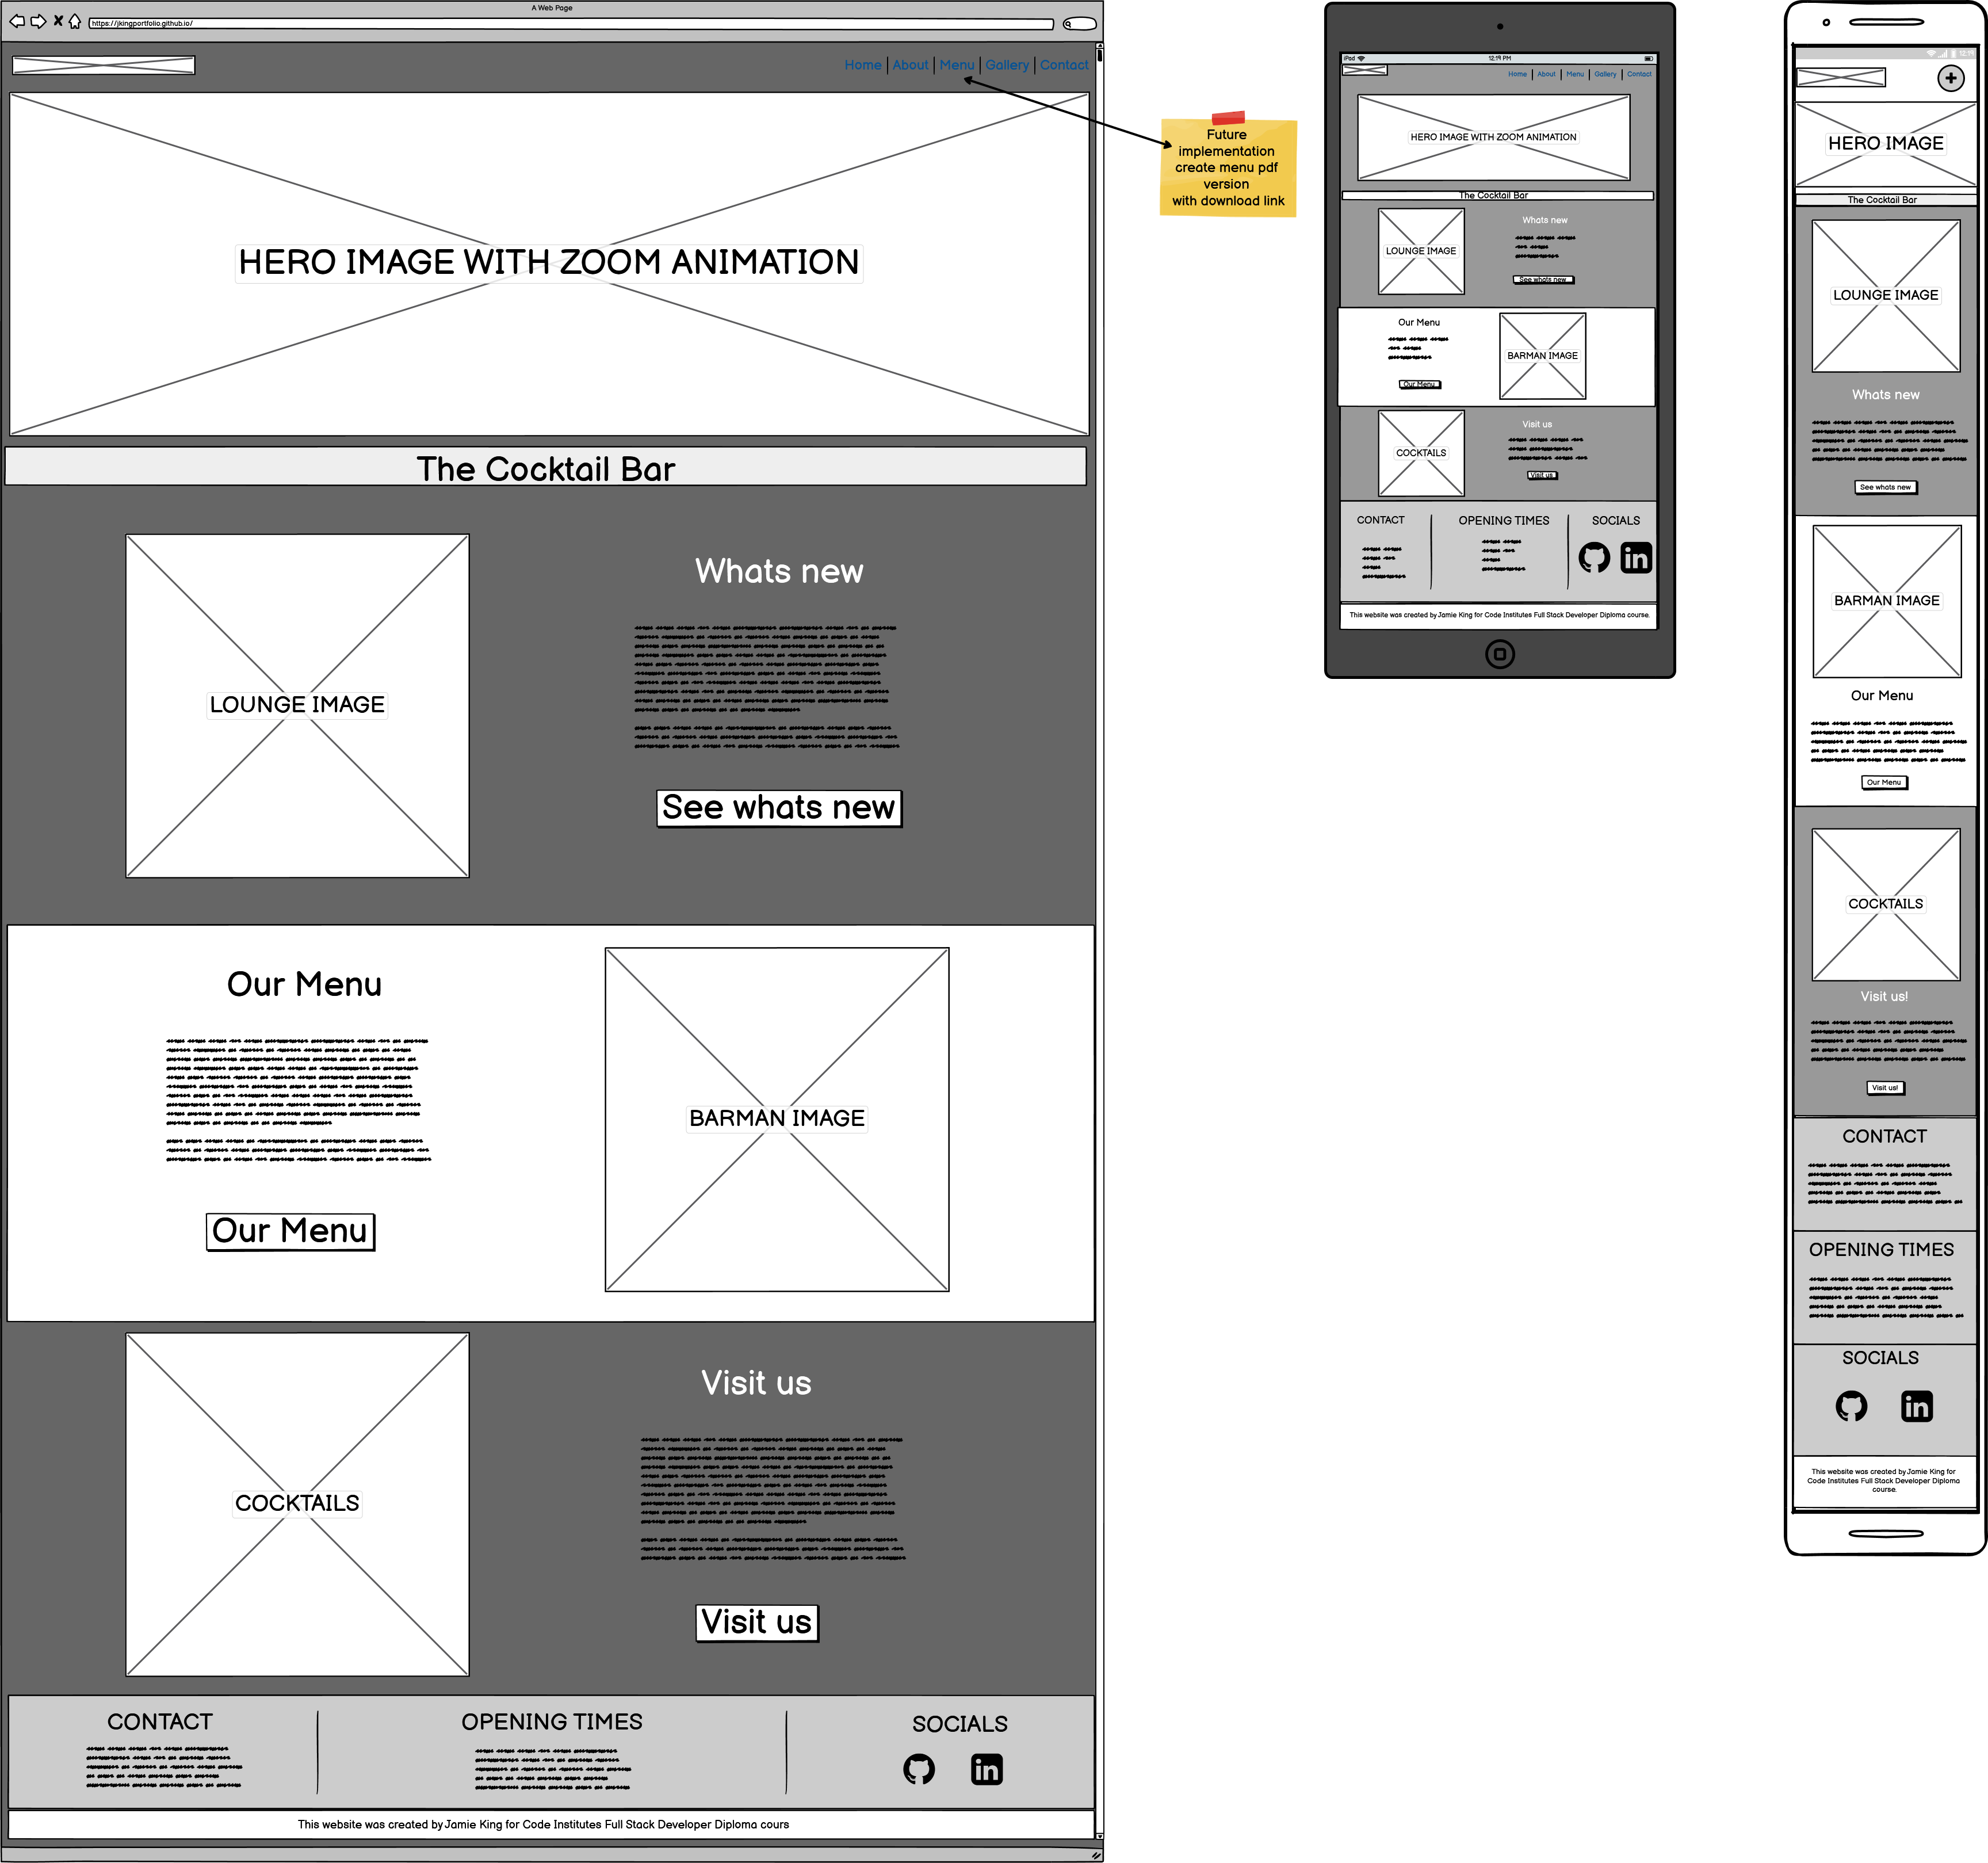 A Web Page
https://jkingportfolio.github.io/
Home About Menu Gallery Contact
HERO IMAGE WITH ZOOM ANIMATION
The Cocktail Bar
LOUNGE IMAGE
Whats new
See whats new
Our Menu
Our Menu
BARMAN IMAGE
COCKTAILS
Visit us
Visit us
CONTACT
OPENING TIMES
SOCIALS
in
This website was created by Jamie King for Code Institutes Full Stack Developer Diploma cours
Future
implementation
create menu pdf
version
with download link
iPod
12:19 PM
Home About Menu Gallery Contact
HERO IMAGE WITH ZOOM ANIMATION
The Cocktail Bar
LOUNGE IMAGE
Whats new
See whats new
Our Menu
Our Menu
BARMAN IMAGE
COCKTAILS
Visit us
Visit us
CONTACT
OPENING TIMES
SOCIALS
in
This website was created by Jamie King for Code Institutes Full Stack Developer Diploma course.
HERO IMAGE
The Cocktail Bar
LOUNGE IMAGE
Whats new
See whats new
BARMAN IMAGE
Our Menu
Our Menu
COCKTAILS
Visit us!
Visit us!
CONTACT
OPENING TIMES
SOCIALS
in
This website was created by Jamie King for
Code Institutes Full Stack Developer Diploma
course.